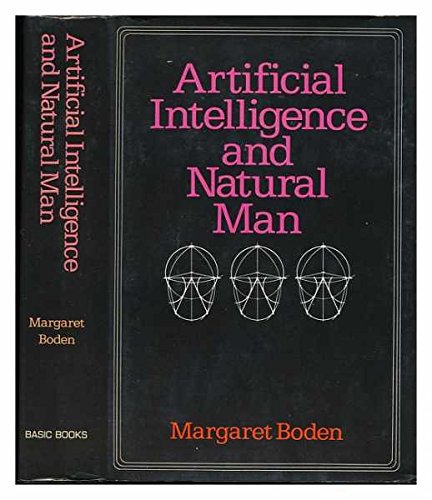 Artificial Intelligence
and Natural Man
Margaret
Boden
BASIC BOOKS
Artificial
Intelligence
and
Natural
Man
Margaret Boden